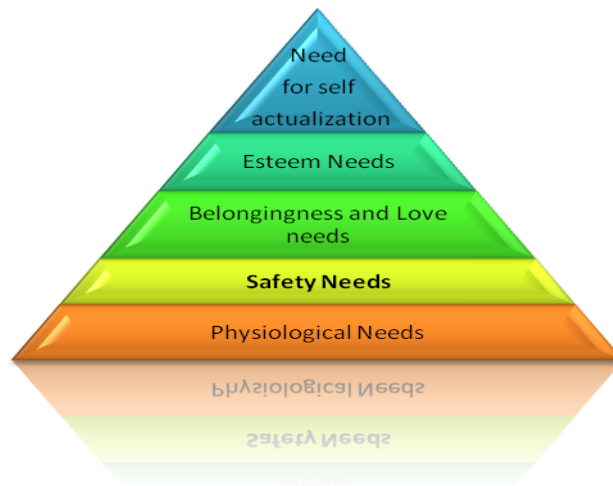 Need
for self
actualization
Esteem Needs
Belongingness and Love
needs
Safety Needs
Physiological Needs
Physiological Needs
Safety Needs